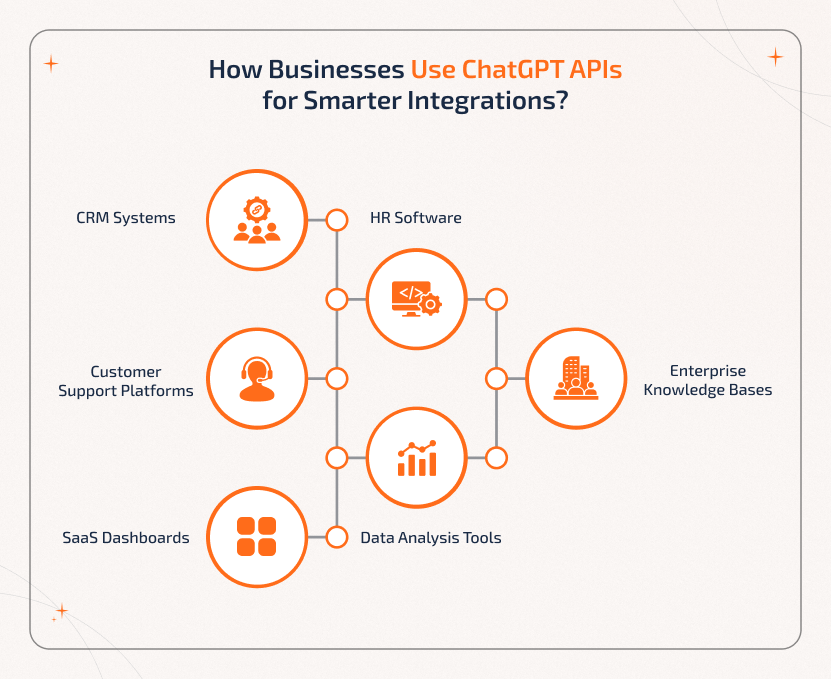 How Businesses Use ChatGPT APIs
for Smarter Integrations?
CRM Systems
HR Software
</>
Customer
Support Platforms
Enterprise
Knowledge Bases
SaaS Dashboards
Data Analysis Tools